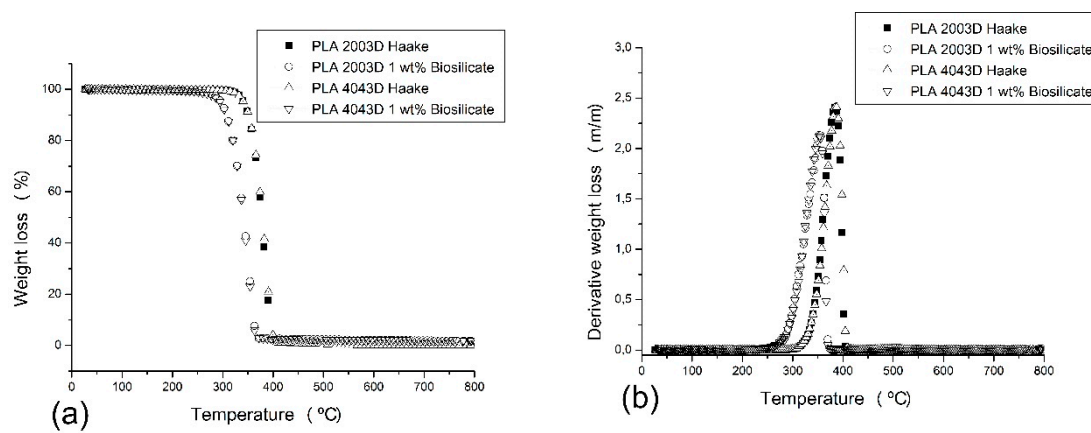 PLA 2003D Haake
PLA 2003D 1 wt% Biosilicate
PLA 4043D Haake
PLA 4043D 1 wt% Biosilicate
100
80
60
40
20
0
Weight loss ( %)
0 100 200 300 400 500 600 700 800
Temperature ( ºC)
(a)
PLA 2003D Haake
PLA 2003D 1 wt% Biosilicate
PLA 4043D Haake
PLA 4043D 1 wt% Biosilicate
3,0
2,5
2,0
1,5
1,0
0,5
0,0
Derivative weight loss ( m/m)
0 100 200 300 400 500 600 700 800
Temperature ( ºC)
(b)